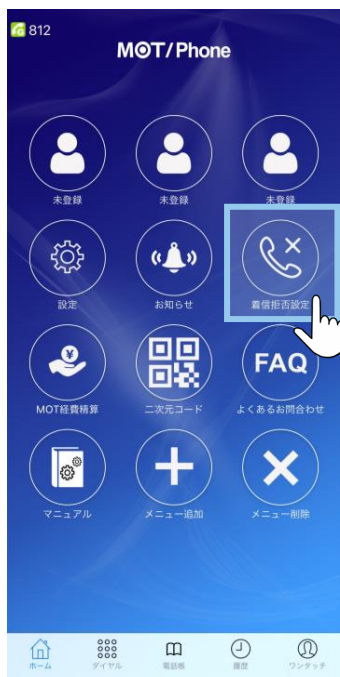 812
MOT/Phone
未登録 未登録 未登録
設定 お知らせ 着信拒否設定
MOT経費精算 二次元コード よくあるお問合わせ
FAQ
マニュアル メニュー追加 メニュー削除
ホーム ダイヤル 電話帳 履歴 ワンタッチ